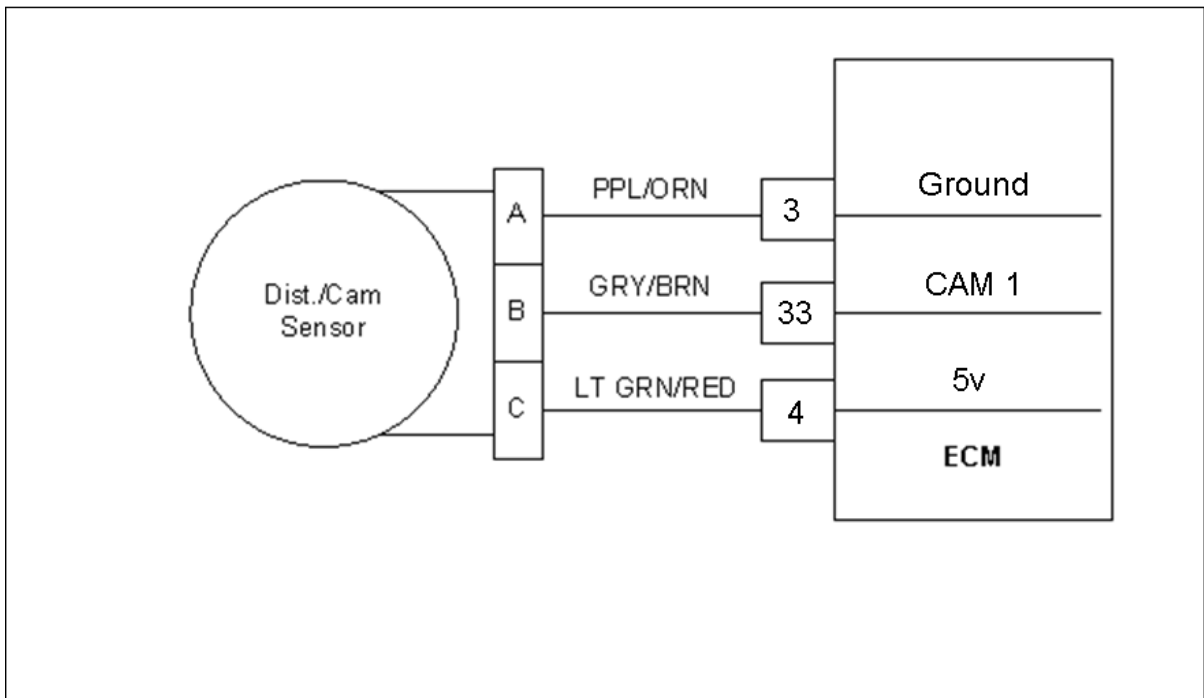 Dist./Cam
Sensor
A
B
C
PPL/ORN
GRY/BRN
LT GRN/RED
3
33
4
Ground
CAM 1
5v
ECM